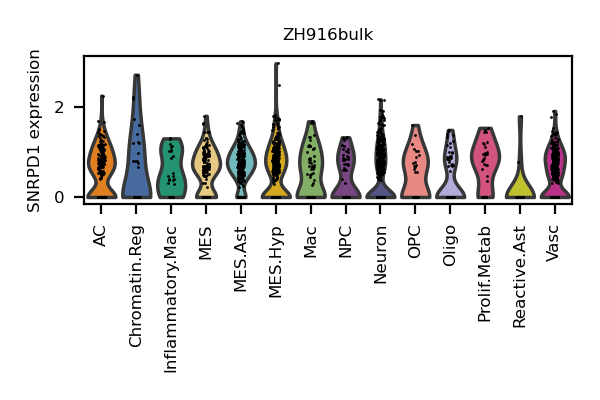 ZH916bulk
SNRPD1 expression
2
0
AC
Chromatin.Reg
Inflammatory.Mac
MES
MES.Ast
MES.Hyp
Mac
NPC
Neuron
OPC
Oligo
Prolif.Metab
Reactive.Ast
Vasc